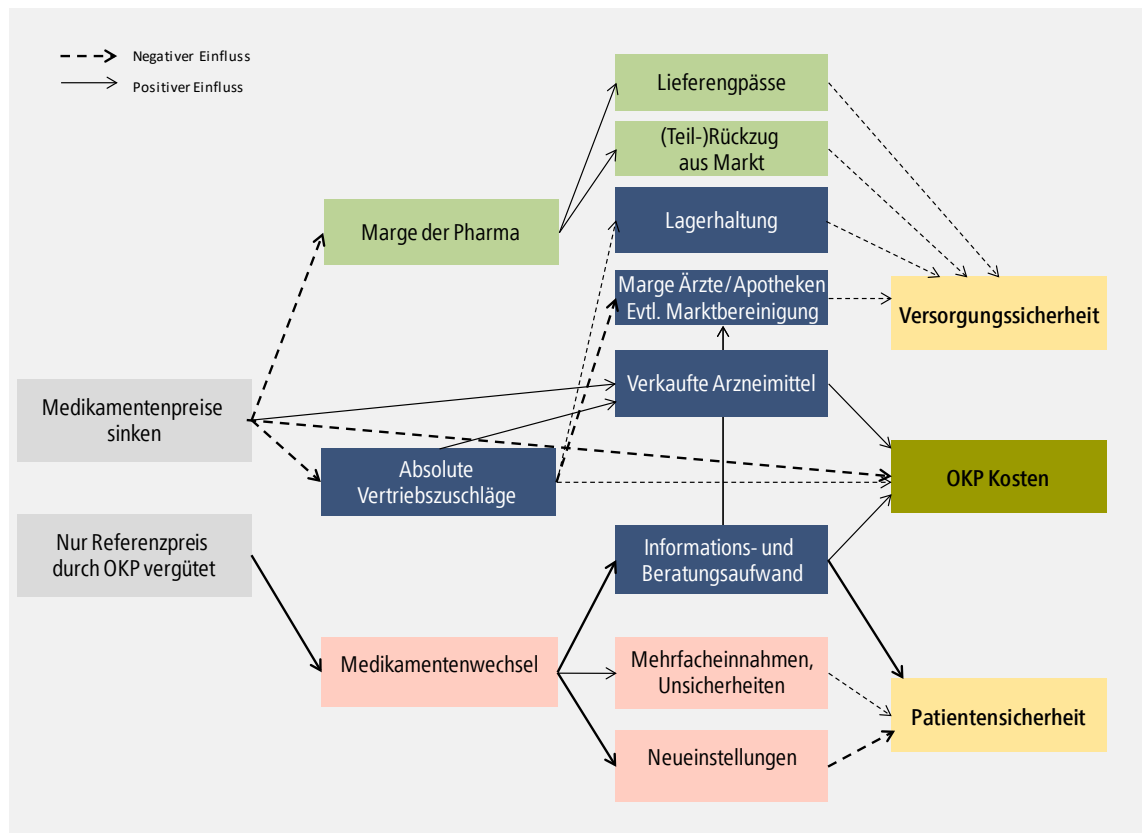 Negativer Einfluss
Positiver Einfluss
Lieferengpässe
(Teil-)Rückzug
aus Markt
Marge der Pharma
Lagerhaltung
Marge Ärzte/Apotheken
Evtl. Marktbereinigung
Versorgungssicherheit
Verkaufte Arzneimittel
Medikamentenpreise
sinken
Absolute
Vertriebszuschläge
OKP Kosten
Nur Referenzpreis
durch OKP vergütet
Informations- und
Beratungsaufwand
Medikamentenwechsel
Mehrfacheinnahmen,
Unsicherheiten
Patientensicherheit
Neueinstellungen